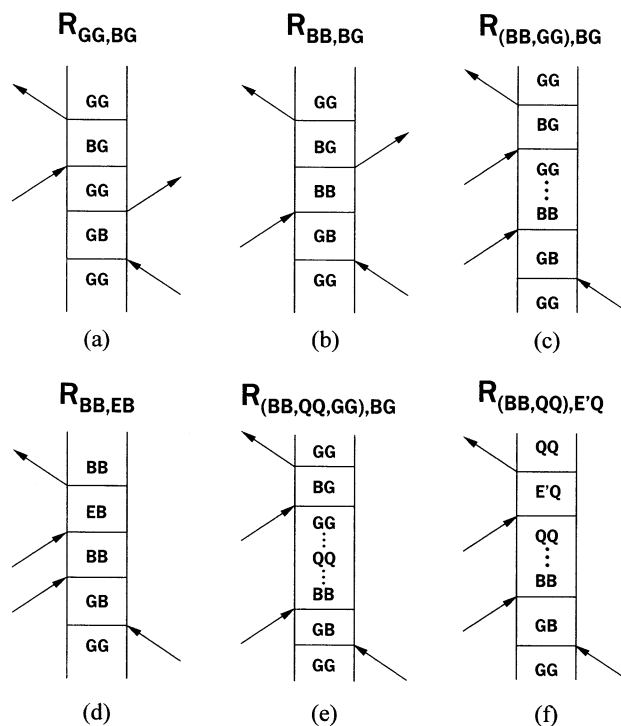 R_GG,BG
GG
BG
GG
GB
GG
(a)
R_BB,BG
GG
BG
BB
GB
GG
(b)
R_(BB,GG),BG
GG
BG
GG
BB
GB
GG
(c)
R_BB,EB
BB
EB
BB
GB
GG
(d)
R_(BB,QQ,GG),BG
GG
BG
GG
QQ
BB
GB
GG
(e)
R_(BB,QQ),E'Q
QQ
E'Q
QQ
BB
GB
GG
(f)